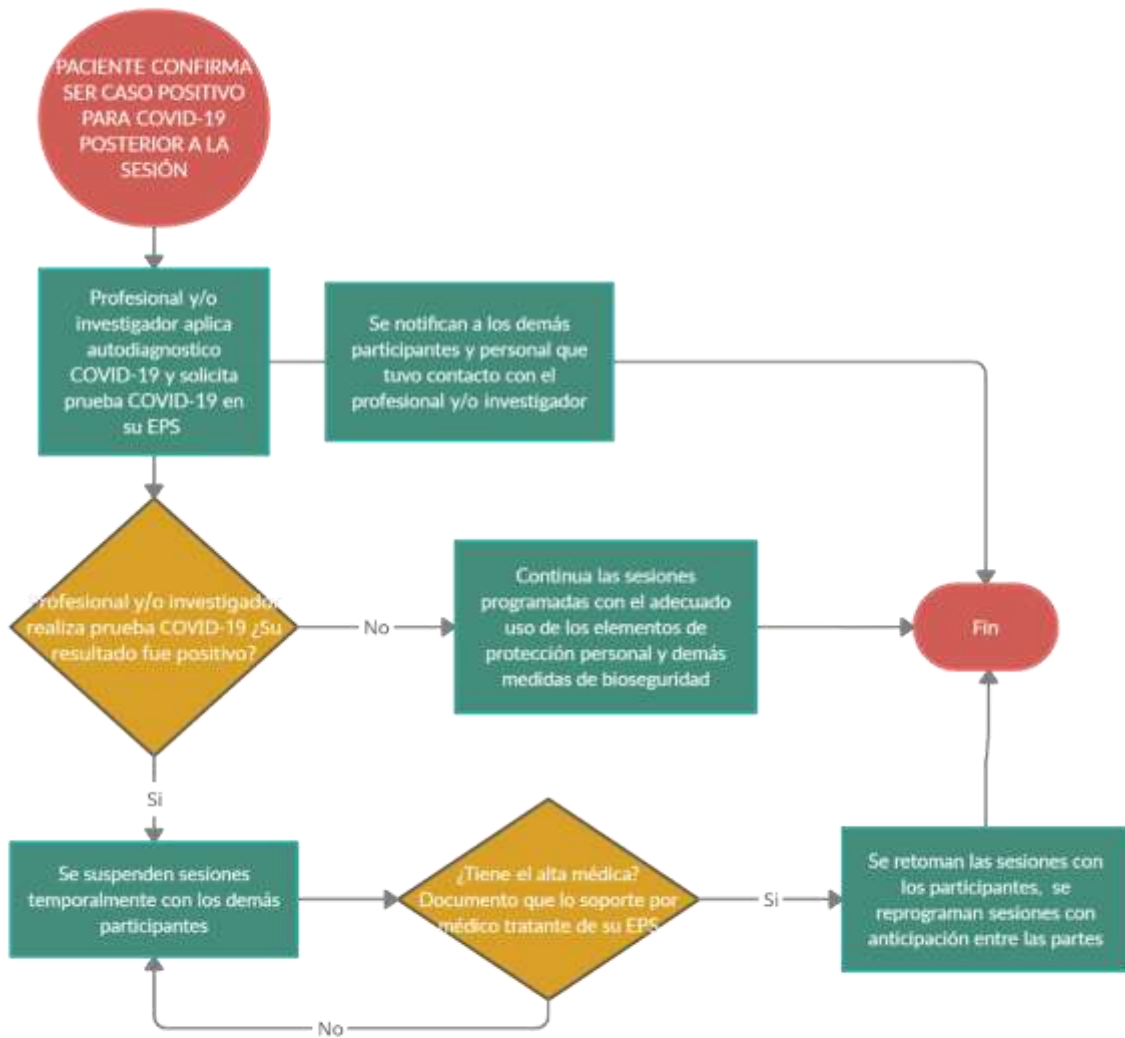 PACIENTE CONFIRMA
SER CASO POSITIVO
PARA COVID-19
POSTERIOR A LA
SESIÓN
Profesional y/o
investigador aplica
autodiagnostico
COVID-19 y solicita
prueba COVID-19 en
su EPS
Se notifican a los demás
participantes y personal que
tuvo contacto con el
profesional y/o investigador
Profesional y/o investigador
realiza prueba COVID-19 ¿Su
resultado fue positivo?
No
Continua las sesiones
programadas con el adecuado
uso de los elementos de
protección personal y demás
medidas de bioseguridad
Fin
Si
Se suspenden sesiones
temporalmente con los demás
participantes
¿Tiene el alta médica?
Documento que lo soporte por
médico tratante de su EPS
Si
Se retoman las sesiones con
los participantes, se
reprograman sesiones con
anticipación entre las partes
No